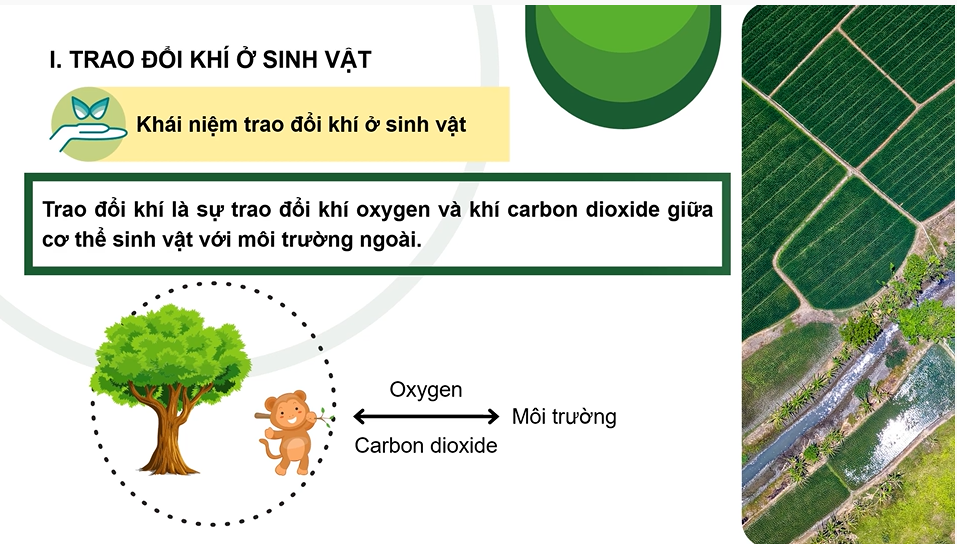 I. TRAO ĐỔI KHÍ Ở SINH VẬT
Khái niệm trao đổi khí ở sinh vật
Trao đổi khí là sự trao đổi khí oxygen và khí carbon dioxide giữa
cơ thể sinh vật với môi trường ngoài.
Oxygen
Môi trường
Carbon dioxide